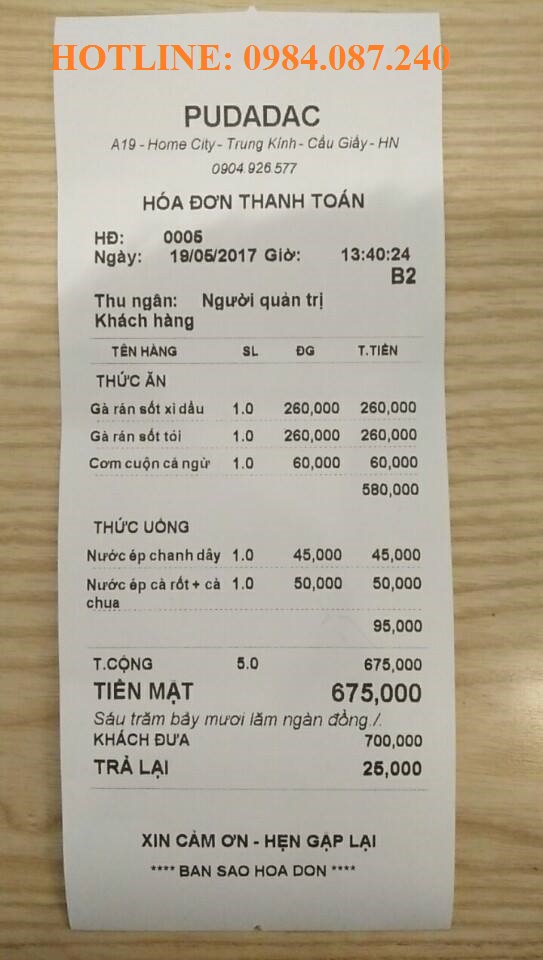 HOTLINE: 0984.087.240
PUDADAC
A19 - Home City - Trung Kính - Cầu Giấy - HN
0904.926.577
HÓA ĐƠN THANH TOÁN
HĐ: 0005
Ngày: 19/05/2017 Giờ: 13:40:24
B2
Thu ngân: Người quản trị
Khách hàng
TÊN HÀNG SL ĐG T.TIỀN
THỨC ĂN
Gà rán sốt xì dầu 1.0 260,000 260,000
Gà rán sốt tỏi 1.0 260,000 260,000
Cơm cuộn cá ngừ 1.0 60,000 60,000
580,000
THỨC UỐNG
Nước ép chanh dây 1.0 45,000 45,000
Nước ép cà rốt + cà 1.0 50,000 50,000
chua
95,000
T.CỘNG 5.0 675,000
TIỀN MẶT 675,000
Sáu trăm bảy mươi lăm ngàn đồng./.
KHÁCH ĐƯA 700,000
TRẢ LẠI 25,000
XIN CẢM ƠN - HẸN GẶP LẠI
**** BAN SAO HOA DON ****